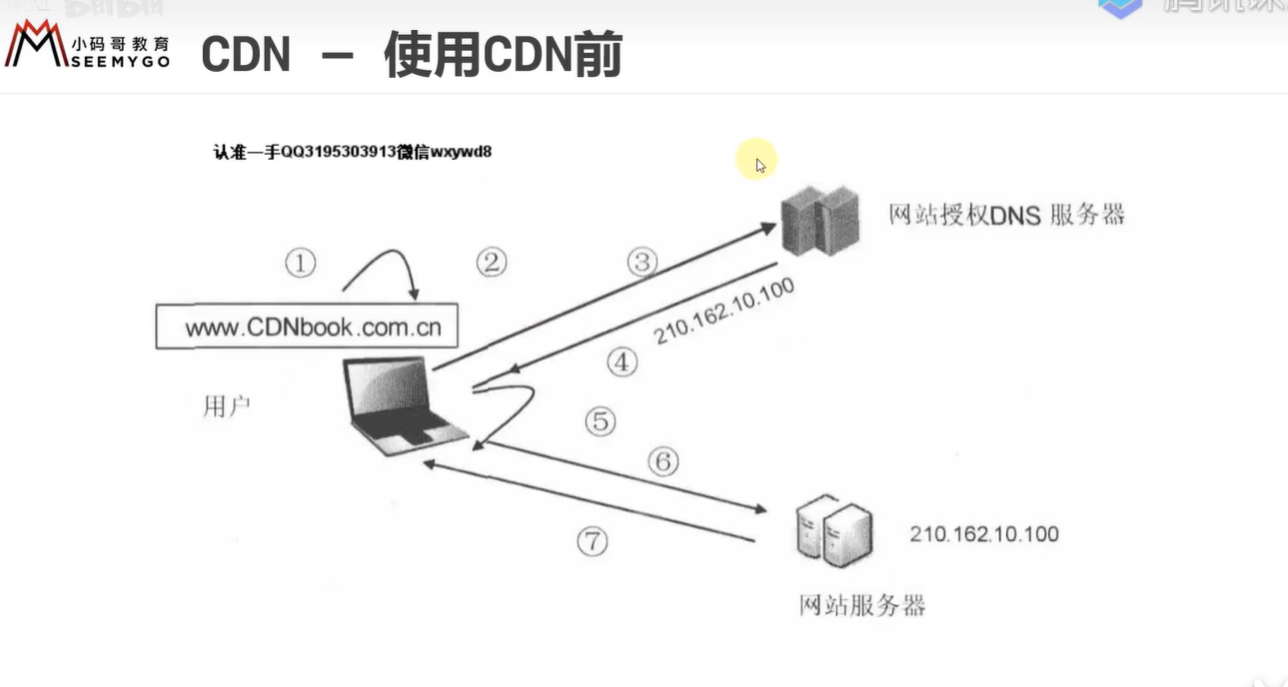 小码哥教育
SEEMYGO
CDN - 使用CDN前
认准一手QQ3195303913微信wxywd8
网站授权DNS 服务器
① ② ③
210.162.10.100
www.CDNbook.com.cn
④
用户
⑤
⑥
⑦
210.162.10.100
网站服务器